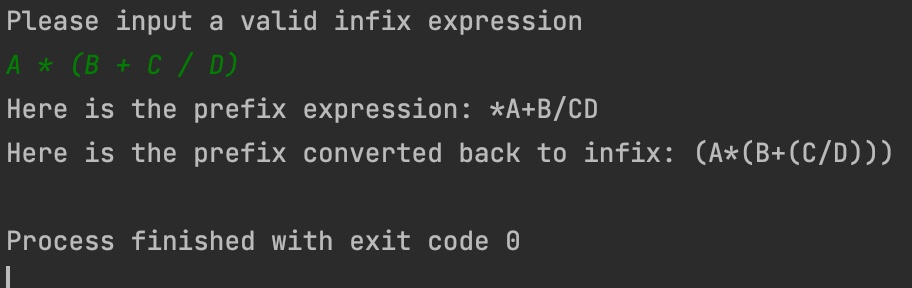 Please input a valid infix expression
A * (B + C / D)
Here is the prefix expression: *A+B/CD
Here is the prefix converted back to infix: (A*(B+(C/D)))
Process finished with exit code 0